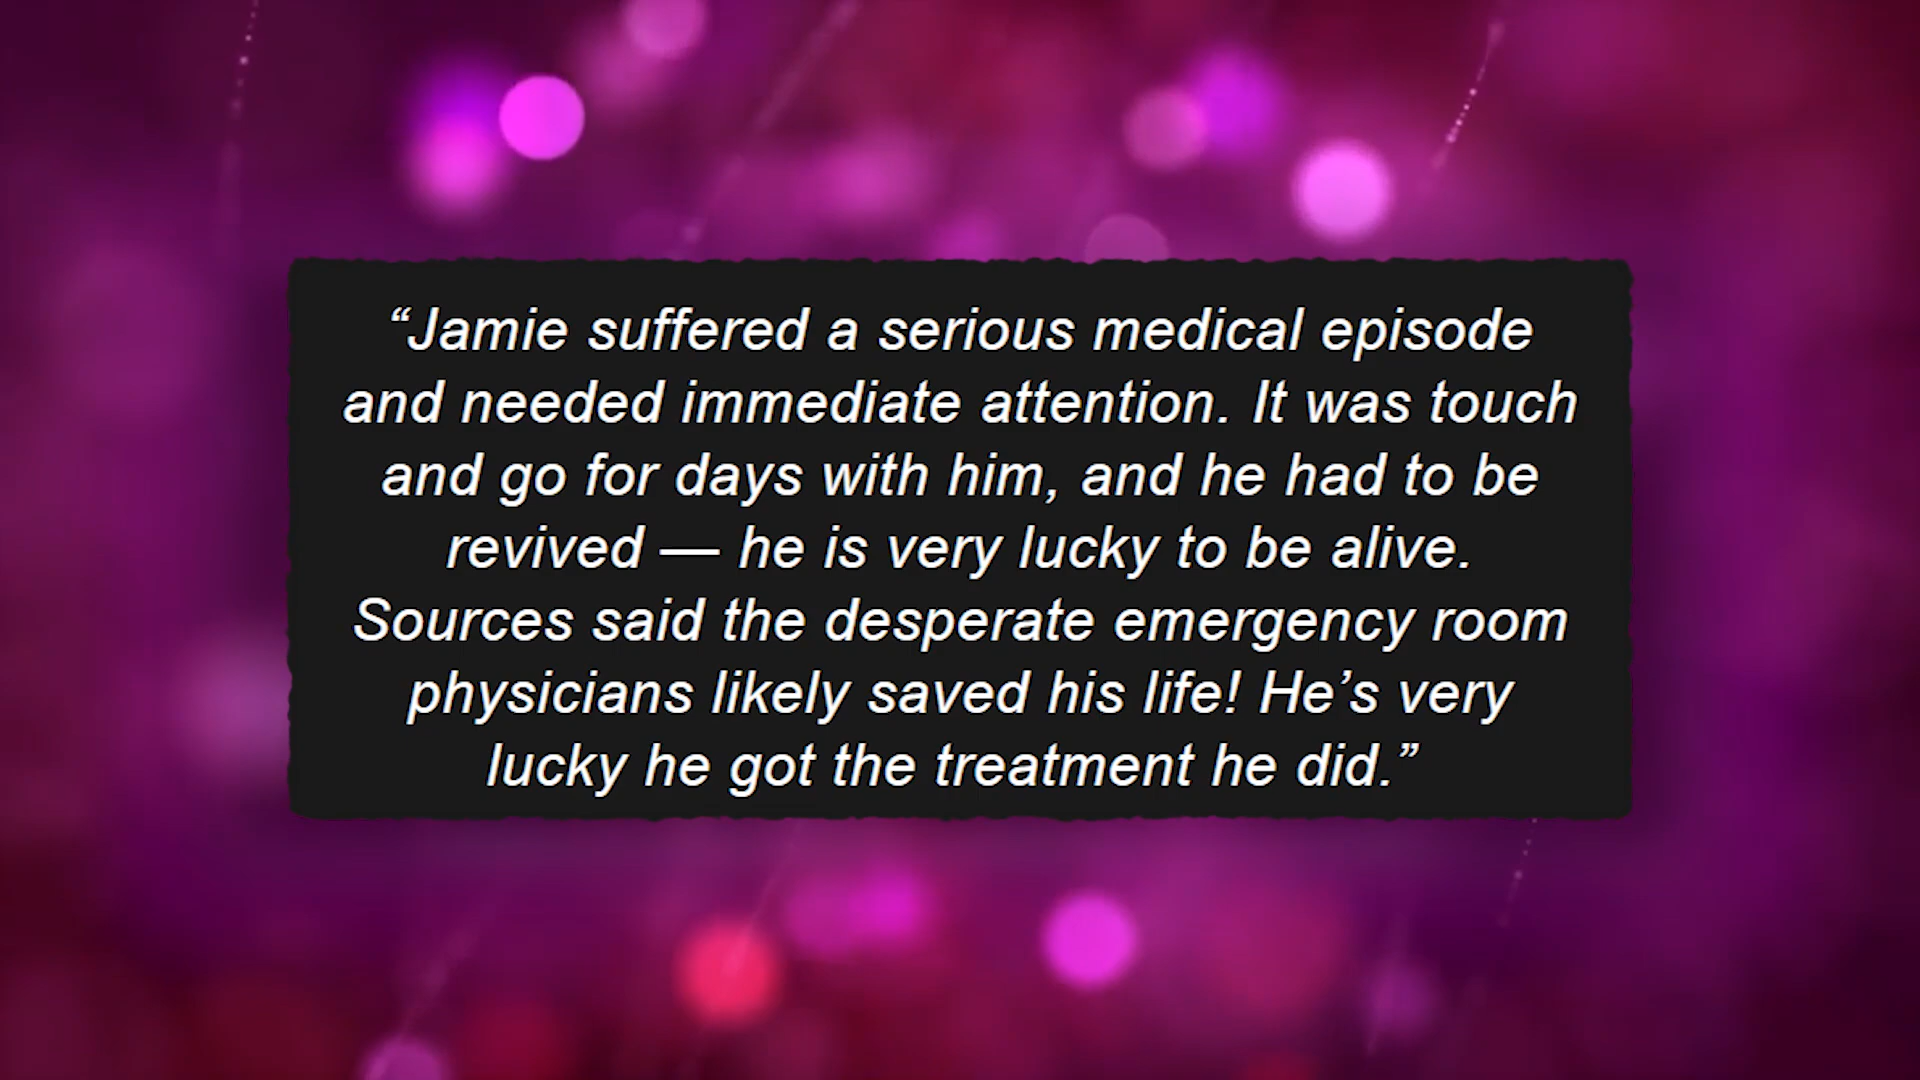 “Jamie suffered a serious medical episode
and needed immediate attention. It was touch
and go for days with him, and he had to be
revived — he is very lucky to be alive.
Sources said the desperate emergency room
physicians likely saved his life! He’s very
lucky he got the treatment he did.”